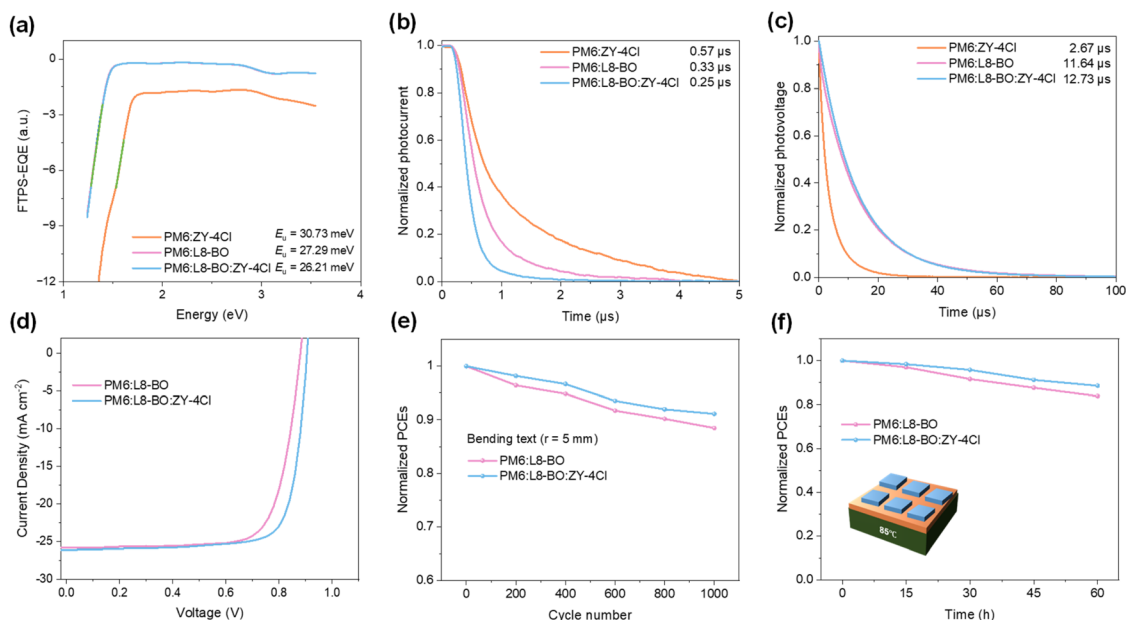 (a)
0
−3
−6
−9
−12
FTPS-EQE (a.u.)
PM6:ZY-4Cl
PM6:L8-BO
PM6:L8-BO:ZY-4Cl
Eu = 30.73 meV
Eu = 27.29 meV
Eu = 26.21 meV
1 2 3 4
Energy (eV)
(b)
1.0
0.8
0.6
0.4
0.2
0.0
Normalized photocurrent
PM6:ZY-4Cl 0.57 µs
PM6:L8-BO 0.33 µs
PM6:L8-BO:ZY-4Cl 0.25 µs
0 1 2 3 4 5
Time (µs)
(c)
1.0
0.8
0.6
0.4
0.2
0.0
Normalized photovoltage
PM6:ZY-4Cl 2.67 µs
PM6:L8-BO 11.64 µs
PM6:L8-BO:ZY-4Cl 12.73 µs
0 20 40 60 80 100
Time (µs)
(d)
0
-5
-10
-15
-20
-25
-30
Current Density (mA cm⁻²)
PM6:L8-BO
PM6:L8-BO:ZY-4Cl
0.0 0.2 0.4 0.6 0.8 1.0
Voltage (V)
(e)
1.0
0.9
0.8
0.7
0.6
Normalized PCEs
Bending text (r = 5 mm)
PM6:L8-BO
PM6:L8-BO:ZY-4Cl
0 200 400 600 800 1000
Cycle number
(f)
1.0
0.8
0.6
0.4
0.2
0.0
Normalized PCEs
PM6:L8-BO
PM6:L8-BO:ZY-4Cl
85℃
0 15 30 45 60
Time (h)